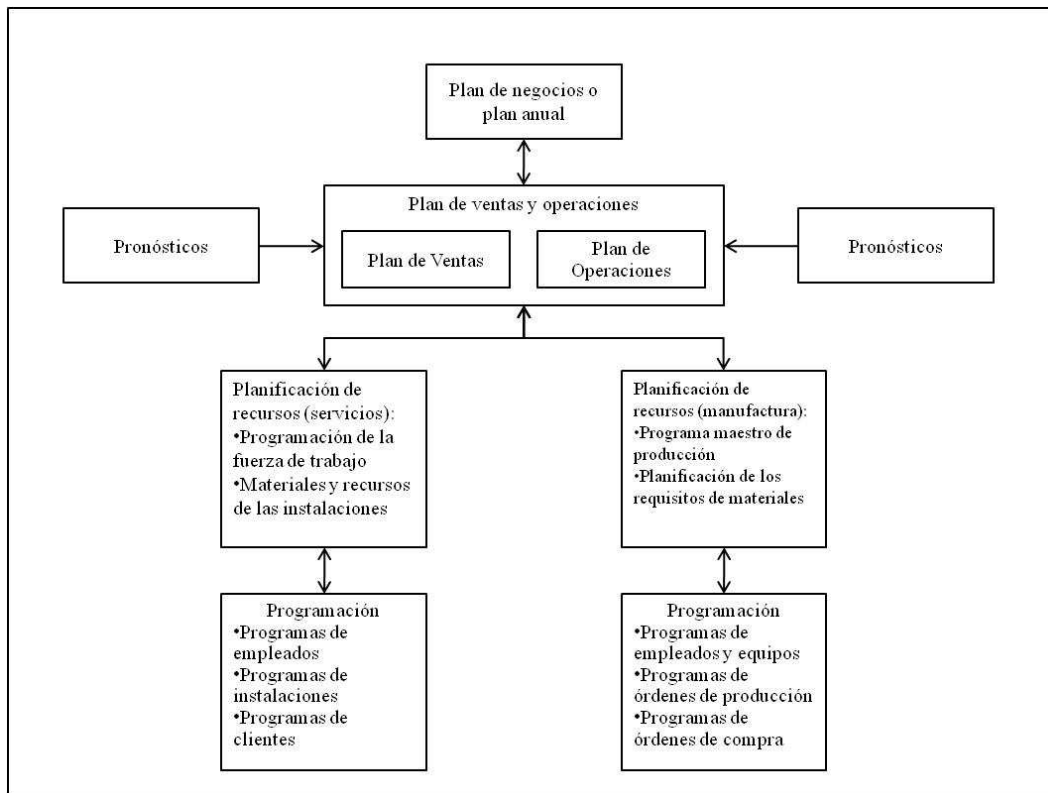 Plan de negocios o
plan anual
Plan de ventas y operaciones
Pronósticos
Plan de Ventas
Plan de
Operaciones
Pronósticos
Planificación de
recursos (servicios):
•Programación de la
fuerza de trabajo
•Materiales y recursos
de las instalaciones
Planificación de
recursos (manufactura):
•Programa maestro de
producción
•Planificación de los
requisitos de materiales
Programación
•Programas de
empleados
•Programas de
instalaciones
•Programas de
clientes
Programación
•Programas de
empleados y equipos
•Programas de
órdenes de producción
•Programas de
órdenes de compra